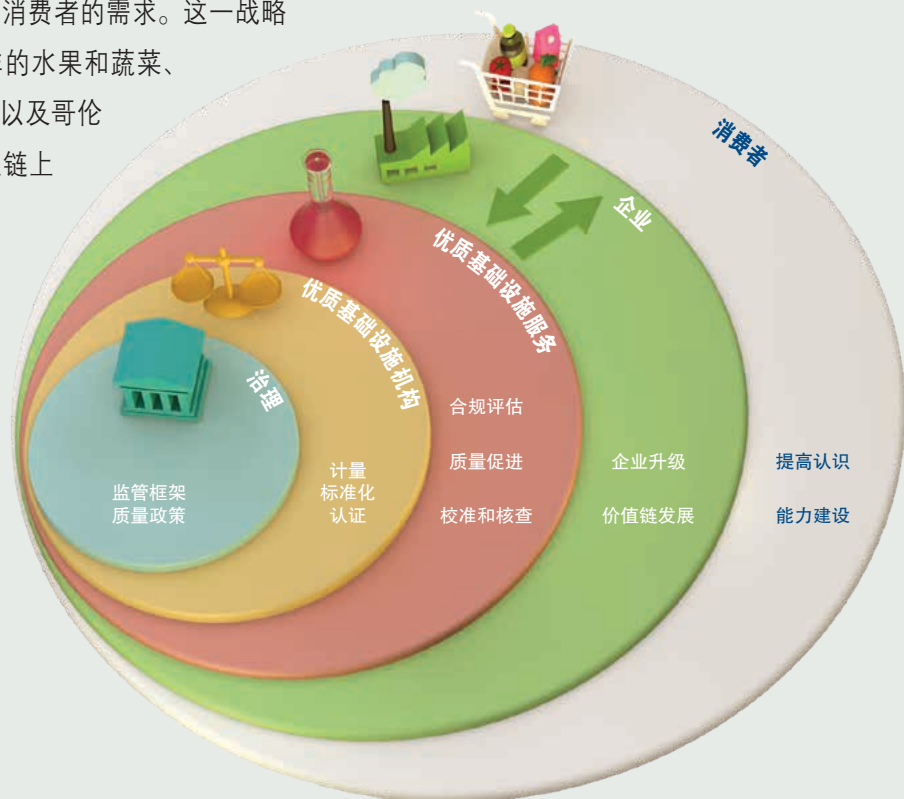 消费者的需求。这一战略
的水果和蔬菜、
以及哥伦
链上
消费者
企业
优质基础设施服务
优质基础设施机构
治理
合规评估
质量促进
校准和核查
计量
标准化
认证
监管框架
质量政策
企业升级
价值链发展
提高认识
能力建设